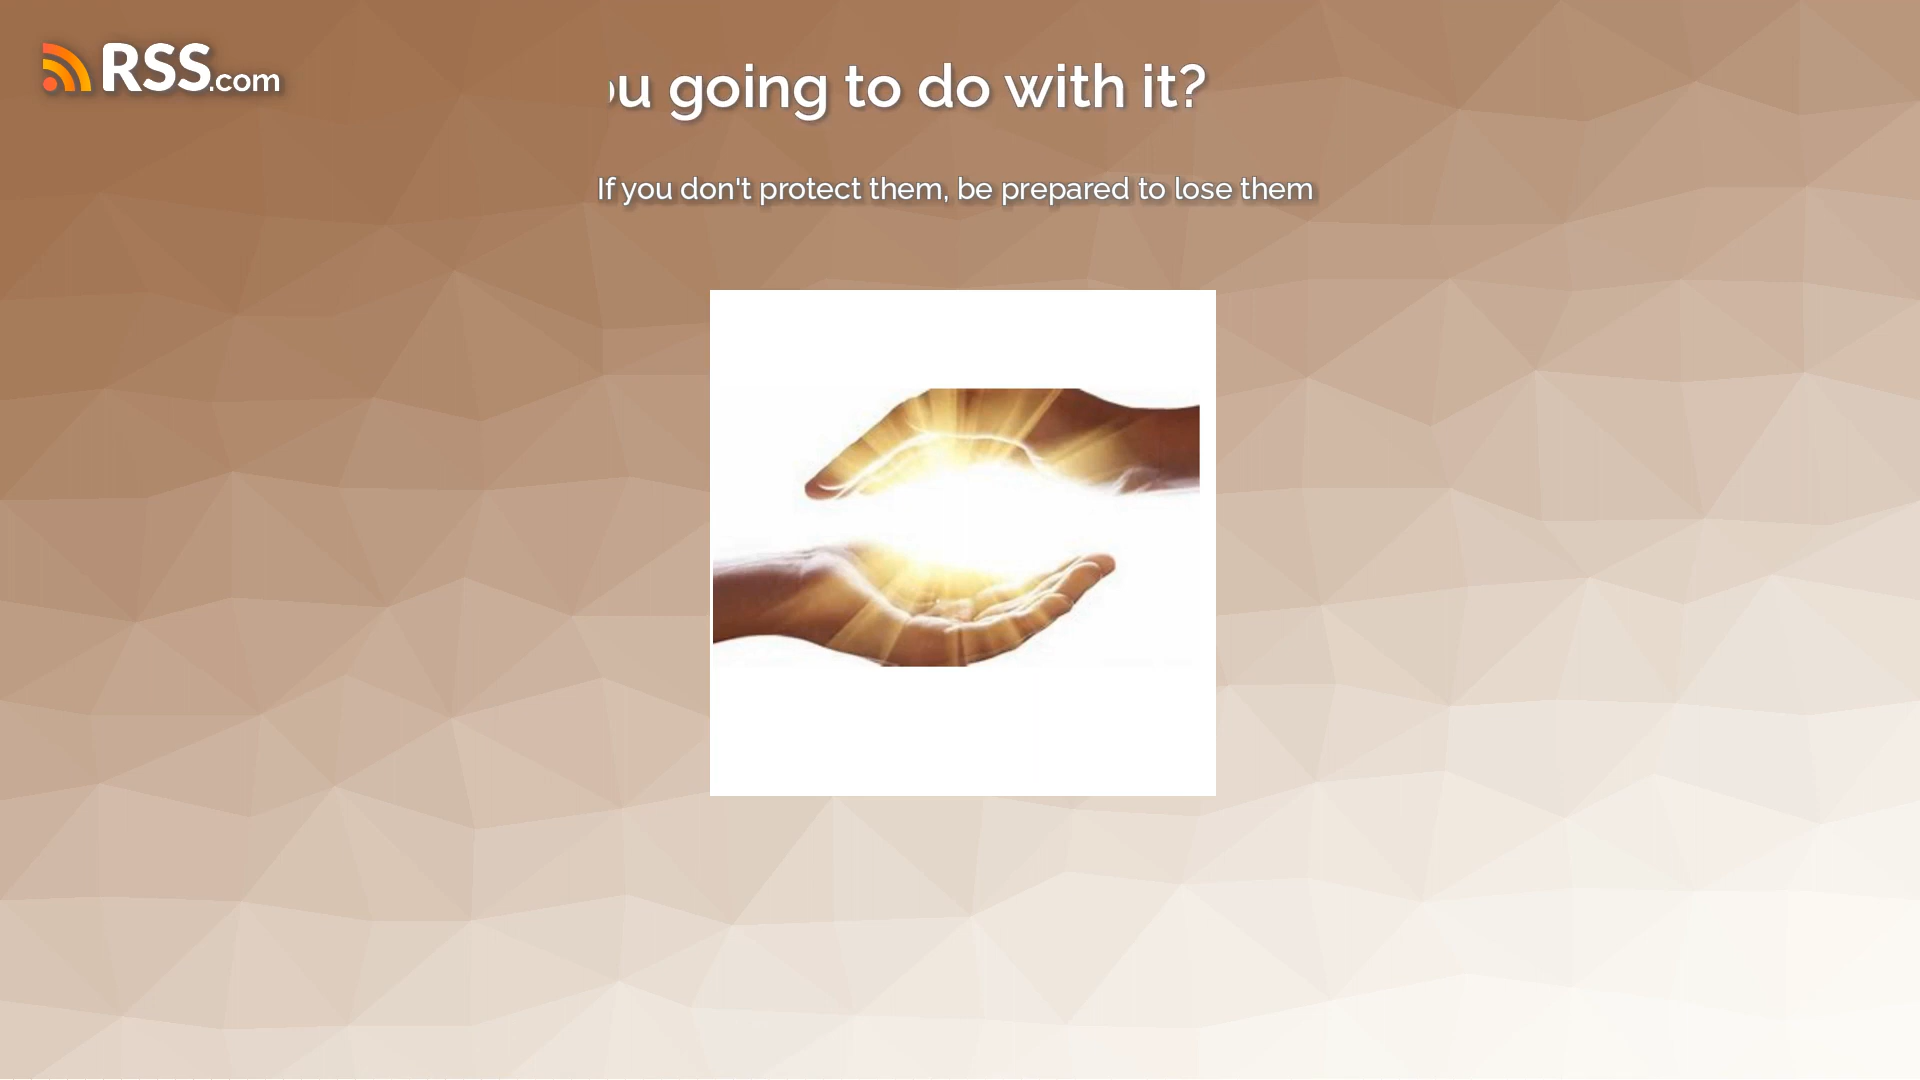 RSS.com
going to do with it?
If you don't protect them, be prepared to lose them